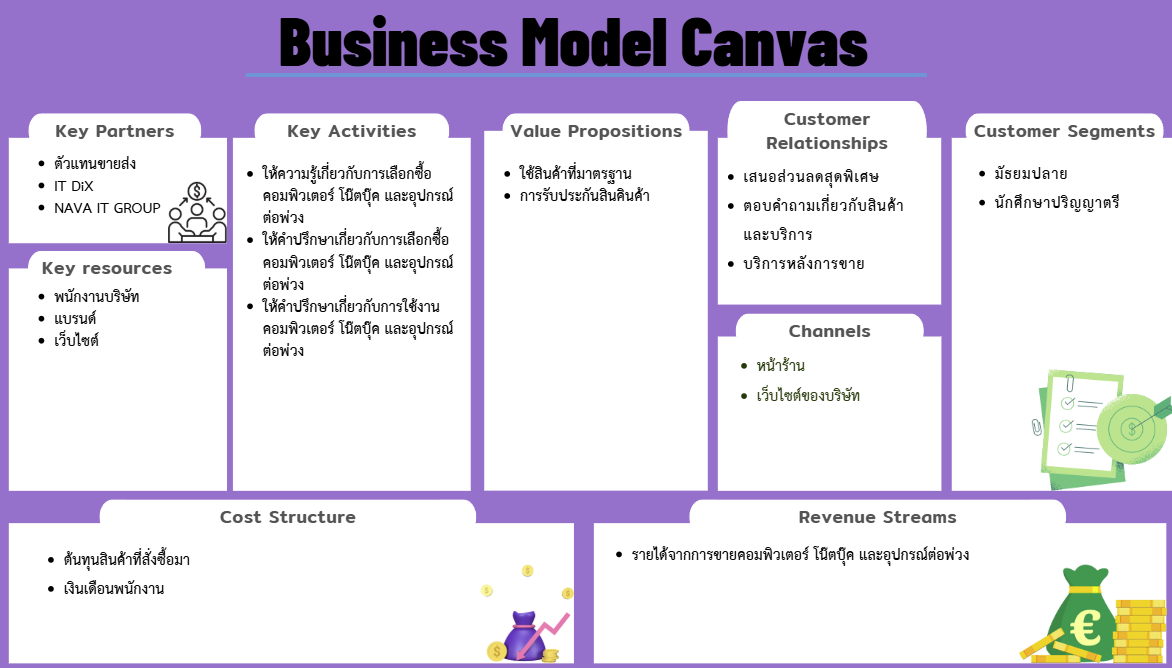 Business Model Canvas
Key Partners
• ตัวแทนขายส่ง
• IT DiX
• NAVA IT GROUP
Key resources
• พนักงานบริษัท
• แบรนด์
• เว็บไซต์
Key Activities
• ให้ความรู้เกี่ยวกับการเลือกซื้อ
คอมพิวเตอร์ โน๊ตบุ๊ค และอุปกรณ์
ต่อพ่วง
• ให้คำปรึกษาเกี่ยวกับการเลือกซื้อ
คอมพิวเตอร์ โน๊ตบุ๊ค และอุปกรณ์
ต่อพ่วง
• ให้คำปรึกษาเกี่ยวกับการใช้งาน
คอมพิวเตอร์ โน๊ตบุ๊ค และอุปกรณ์
ต่อพ่วง
Value Propositions
• ใช้สินค้าที่มาตรฐาน
• การรับประกันสินคินค้า
Customer
Relationships
• เสนอส่วนลดสุดพิเศษ
• ตอบคำถามเกี่ยวกับสินค้า
และบริการ
• บริการหลังการขาย
Channels
• หน้าร้าน
• เว็บไซต์ของบริษัท
Customer Segments
• มัธยมปลาย
• นักศึกษาปริญญาตรี
Cost Structure
• ต้นทุนสินค้าที่สั่งซื้อมา
• เงินเดือนพนักงาน
Revenue Streams
• รายได้จากการขายคอมพิวเตอร์ โน๊ตบุ๊ค และอุปกรณ์ต่อพ่วง